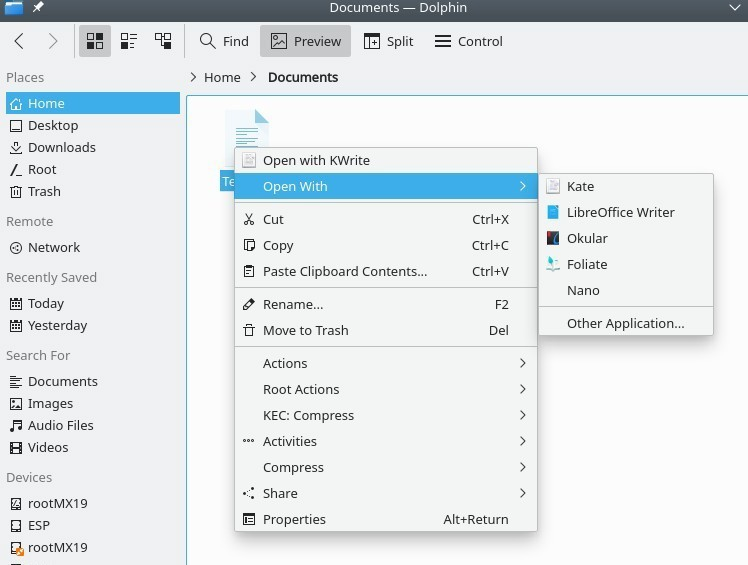 Documents — Dolphin
Find
Preview
Split
Control
Places
Home
Desktop
Downloads
Root
Trash
Remote
Network
Recently Saved
Today
Yesterday
Search For
Documents
Images
Audio Files
Videos
Devices
rootMX19
ESP
rootMX19
Home
Documents
Open with KWrite
Open With
Cut Ctrl+X
Copy Ctrl+C
Paste Clipboard Contents... Ctrl+V
Rename... F2
Move to Trash Del
Actions
Root Actions
KEC: Compress
Activities
Compress
Share
Properties Alt+Return
Kate
LibreOffice Writer
Okular
Foliate
Nano
Other Application...